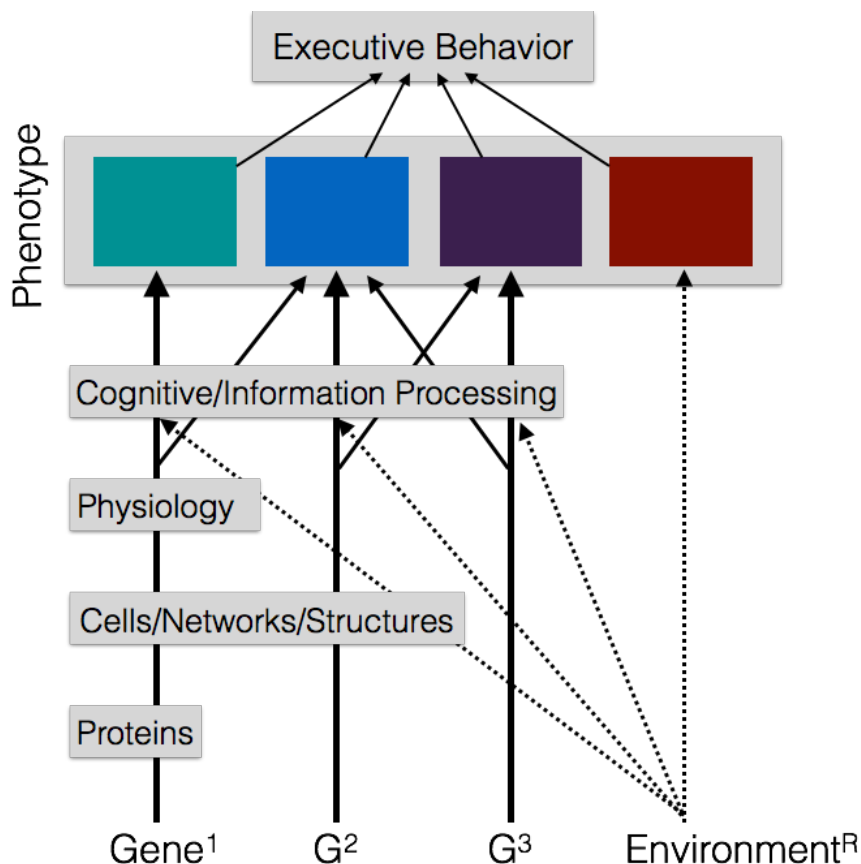 Executive Behavior
Phenotype
Cognitive/Information Processing
Physiology
Cells/Networks/Structures
Proteins
Gene¹ G² G³ Environmentᴿ